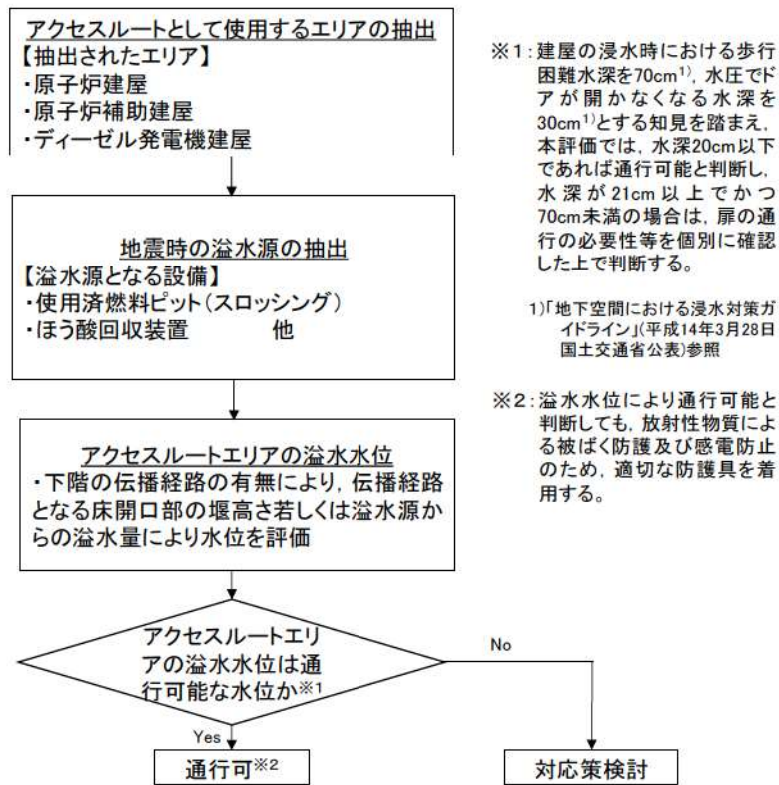 アクセスルートとして使用するエリアの抽出
【抽出されたエリア】
・原子炉建屋
・原子炉補助建屋
・ディーゼル発電機建屋
地震時の溢水源の抽出
【溢水源となる設備】
・使用済燃料ピット(スロッシング)
・ほう酸回収装置　　　他
アクセスルートエリアの溢水水位
・下階の伝播経路の有無により，伝播経路
となる床開口部の堰高さ若しくは溢水源か
らの溢水量により水位を評価
アクセスルートエリ
アの溢水水位は通
行可能な水位か※1
No
Yes
通行可※2
対応策検討
※1：建屋の浸水時における歩行
困難水深を70cm1)，水圧でド
アが開かなくなる水深を
30cm1)とする知見を踏まえ，
本評価では，水深20cm以下
であれば通行可能と判断し，
水深が21cm以上でかつ
70cm未満の場合は，扉の通
行の必要性等を個別に確認
した上で判断する。
1)「地下空間における浸水対策ガ
イドライン」(平成14年3月28日
国土交通省公表)参照
※2：溢水水位により通行可能と
判断しても，放射性物質によ
る被ばく防護及び感電防止
のため，適切な防護具を着
用する。